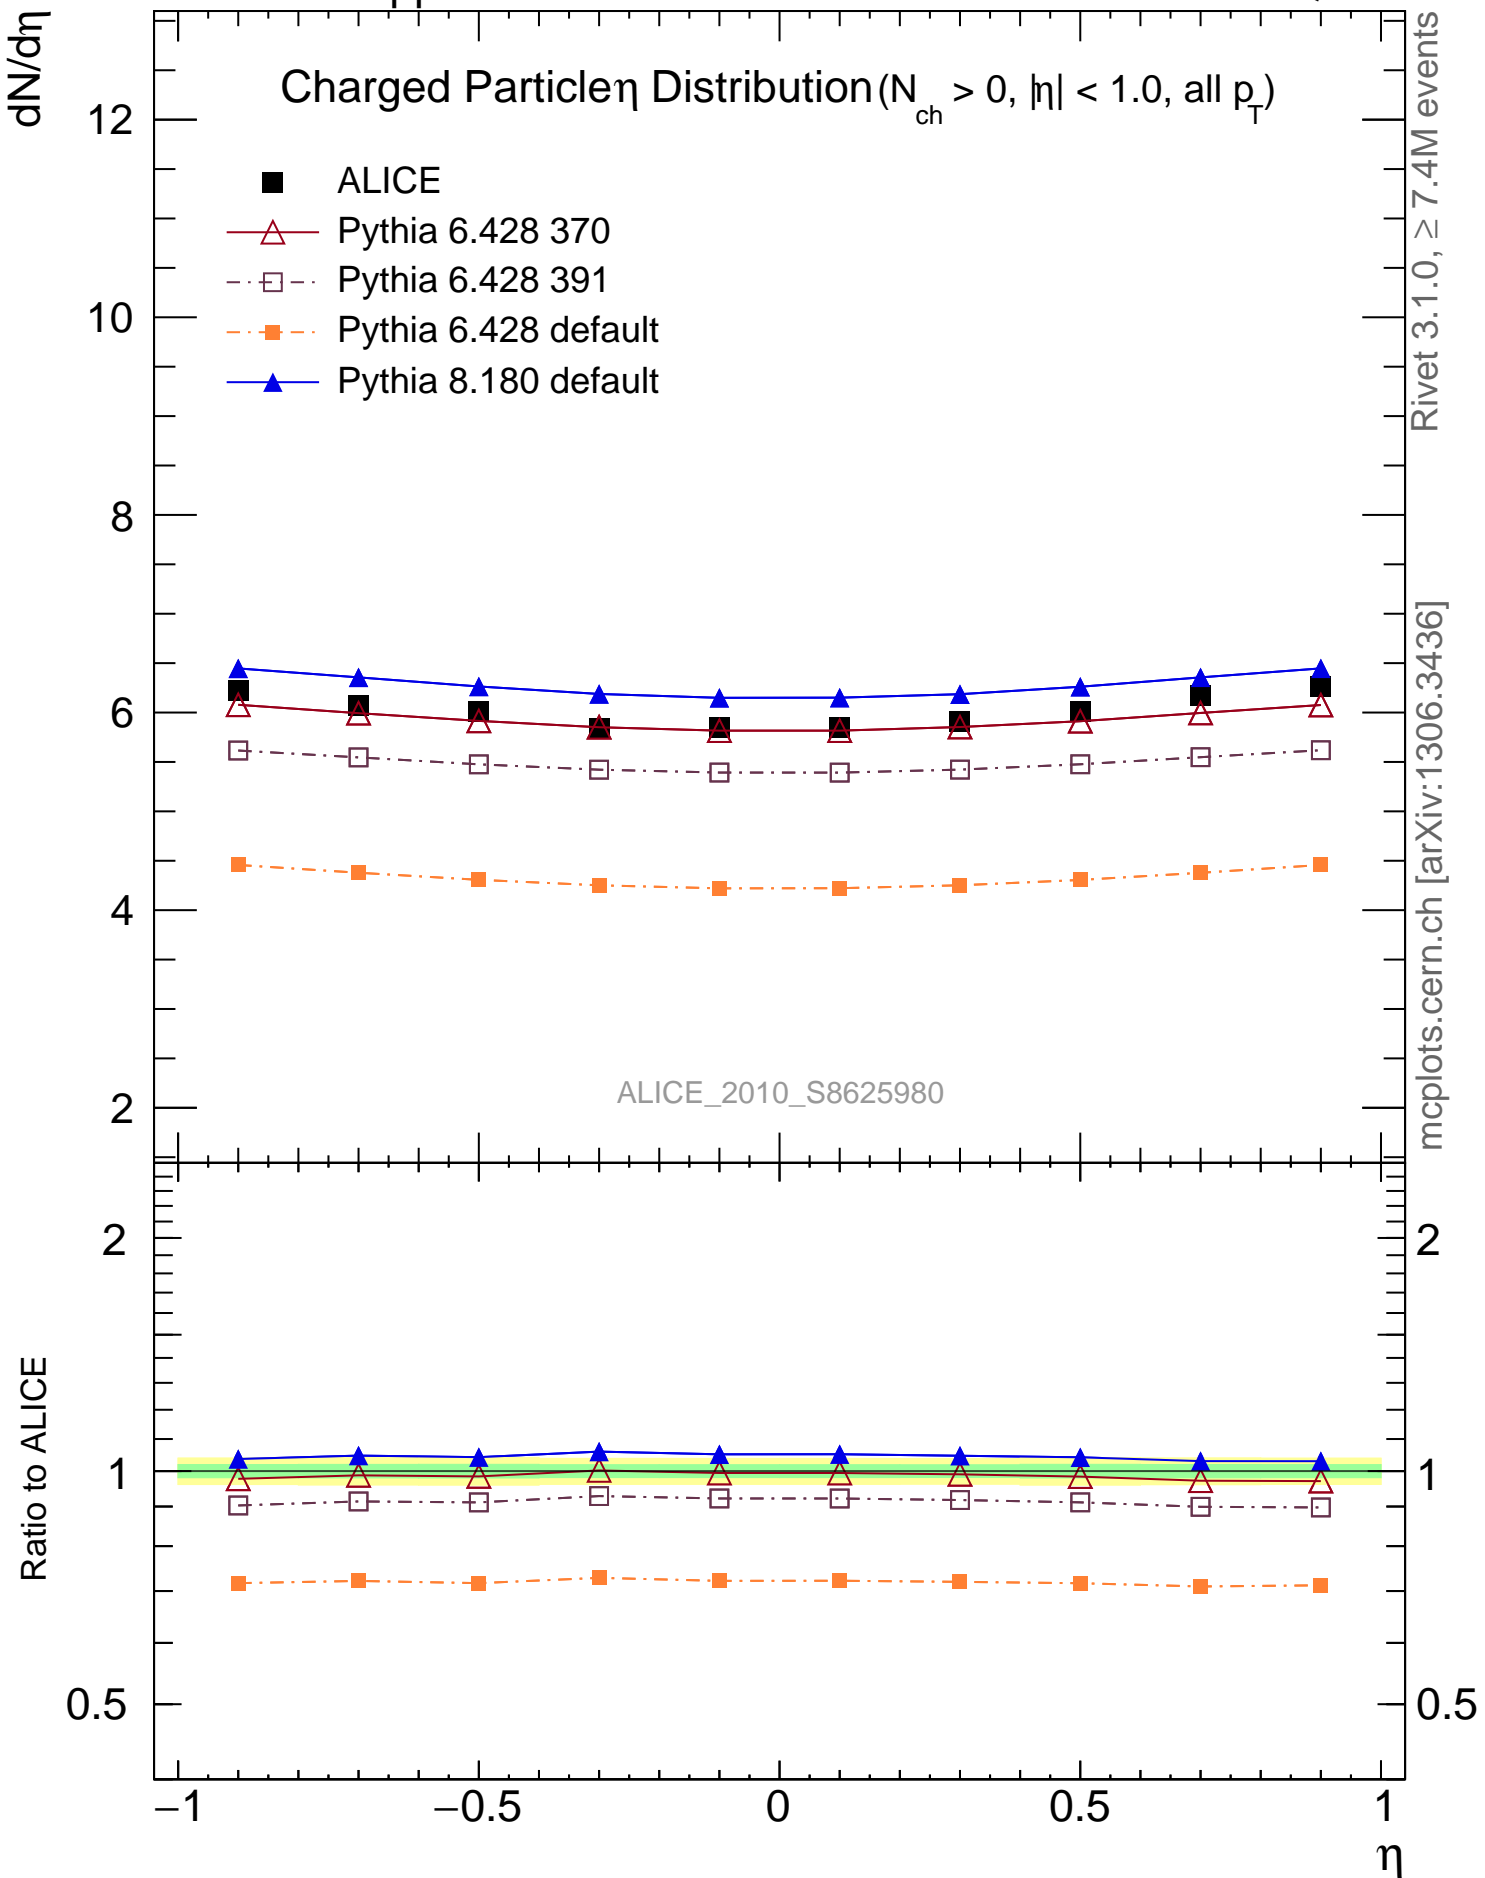 dN/dη
Charged Particle η Distribution (N_ch > 0, |η| < 1.0, all p_T)
ALICE
Pythia 6.428 370
Pythia 6.428 391
Pythia 6.428 default
Pythia 8.180 default
12
10
8
6
4
2
ALICE_2010_S8625980
Rivet 3.1.0, ≥ 7.4M events
mcplots.cern.ch [arXiv:1306.3436]
Ratio to ALICE
2
1
0.5
2
1
0.5
−1
−0.5
0
0.5
1
η